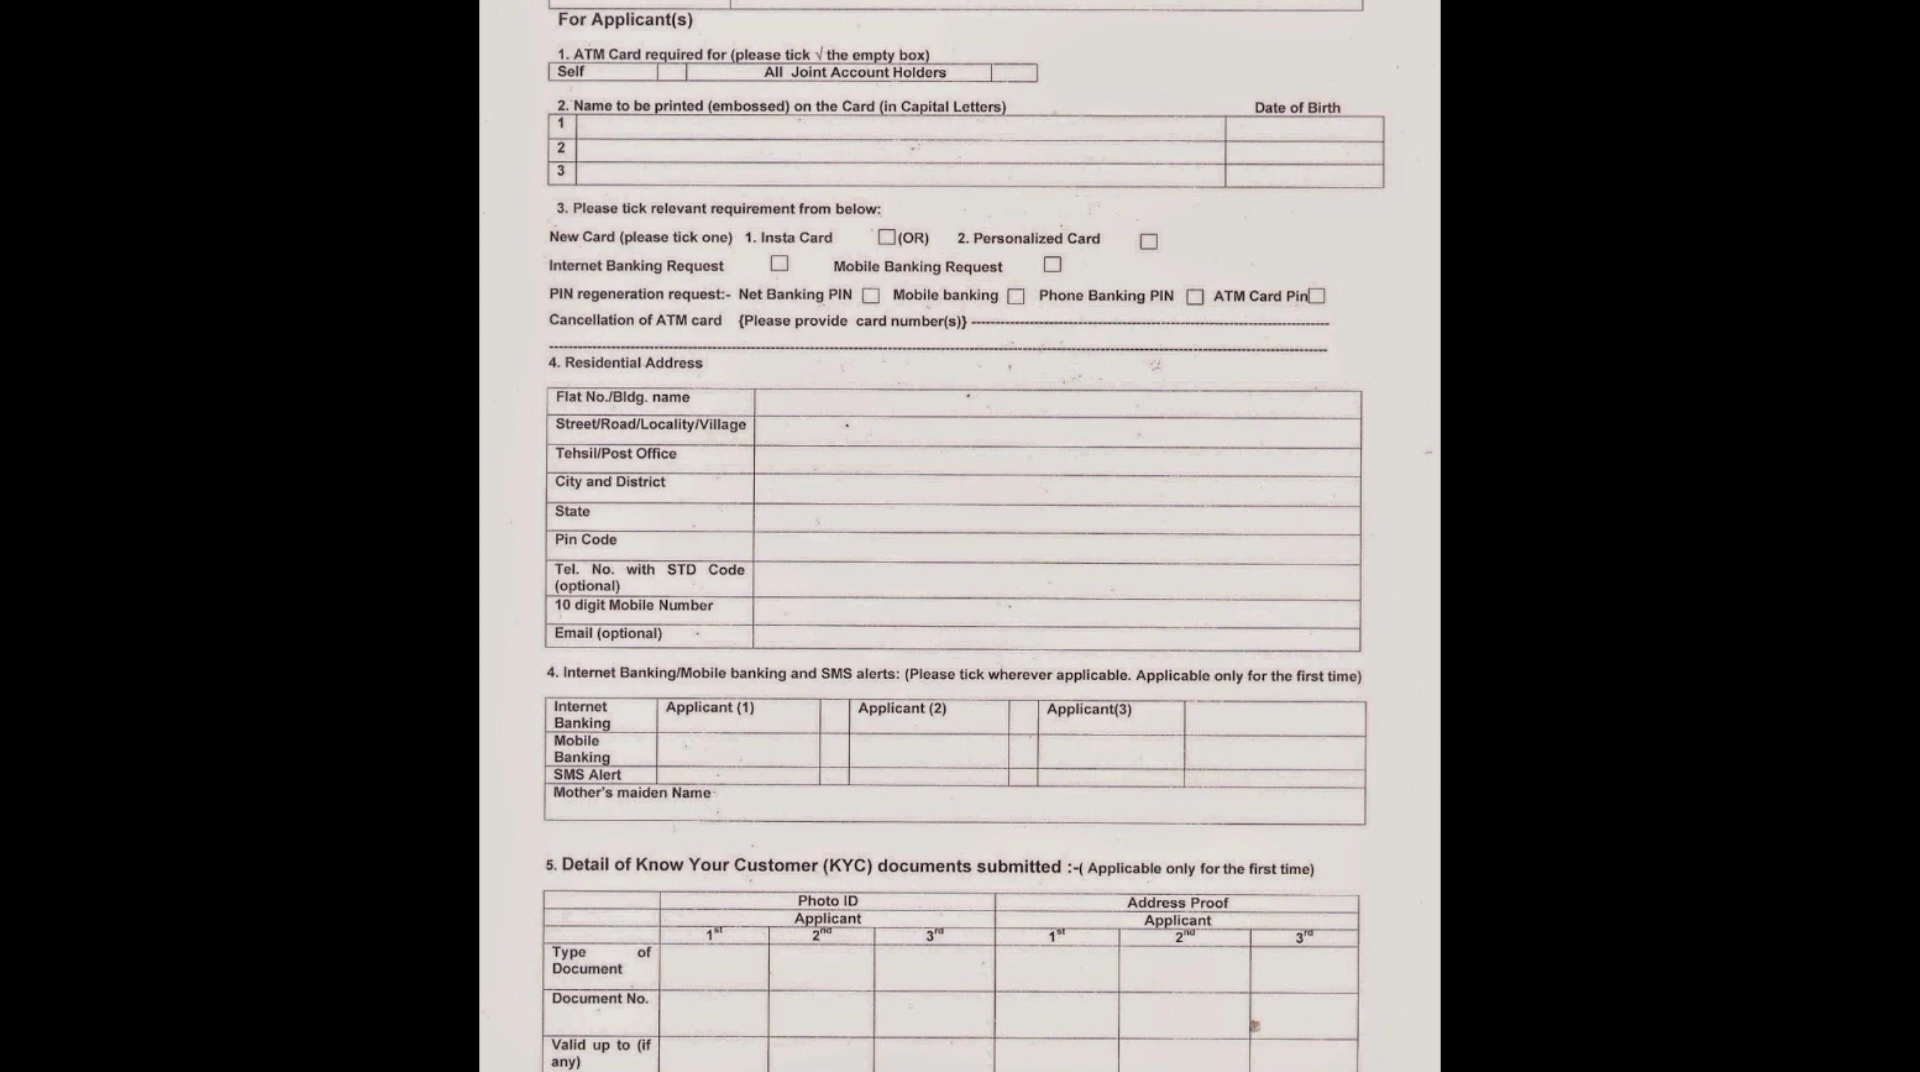 For Applicant(s)
1. ATM Card required for (please tick √ the empty box)
Self All Joint Account Holders
2. Name to be printed (embossed) on the Card (in Capital Letters) Date of Birth
1
2
3
3. Please tick relevant requirement from below:
New Card (please tick one) 1. Insta Card (OR) 2. Personalized Card
Internet Banking Request Mobile Banking Request
PIN regeneration request:- Net Banking PIN Mobile banking Phone Banking PIN ATM Card Pin
Cancellation of ATM card {Please provide card number(s)} ------------------------------------------------
------------------------------------------------------------------------------------------------
4. Residential Address
Flat No./Bldg. name
Street/Road/Locality/Village
Tehsil/Post Office
City and District
State
Pin Code
Tel. No. with STD Code
(optional)
10 digit Mobile Number
Email (optional)
4. Internet Banking/Mobile banking and SMS alerts: (Please tick wherever applicable. Applicable only for the first time)
Internet Applicant (1) Applicant (2) Applicant(3)
Banking
Mobile
Banking
SMS Alert
Mother's maiden Name
5. Detail of Know Your Customer (KYC) documents submitted :-( Applicable only for the first time)
Photo ID Address Proof
Applicant Applicant
1st 2nd 3rd 1st 2nd 3rd
Type of
Document
Document No.
Valid up to (if
any)